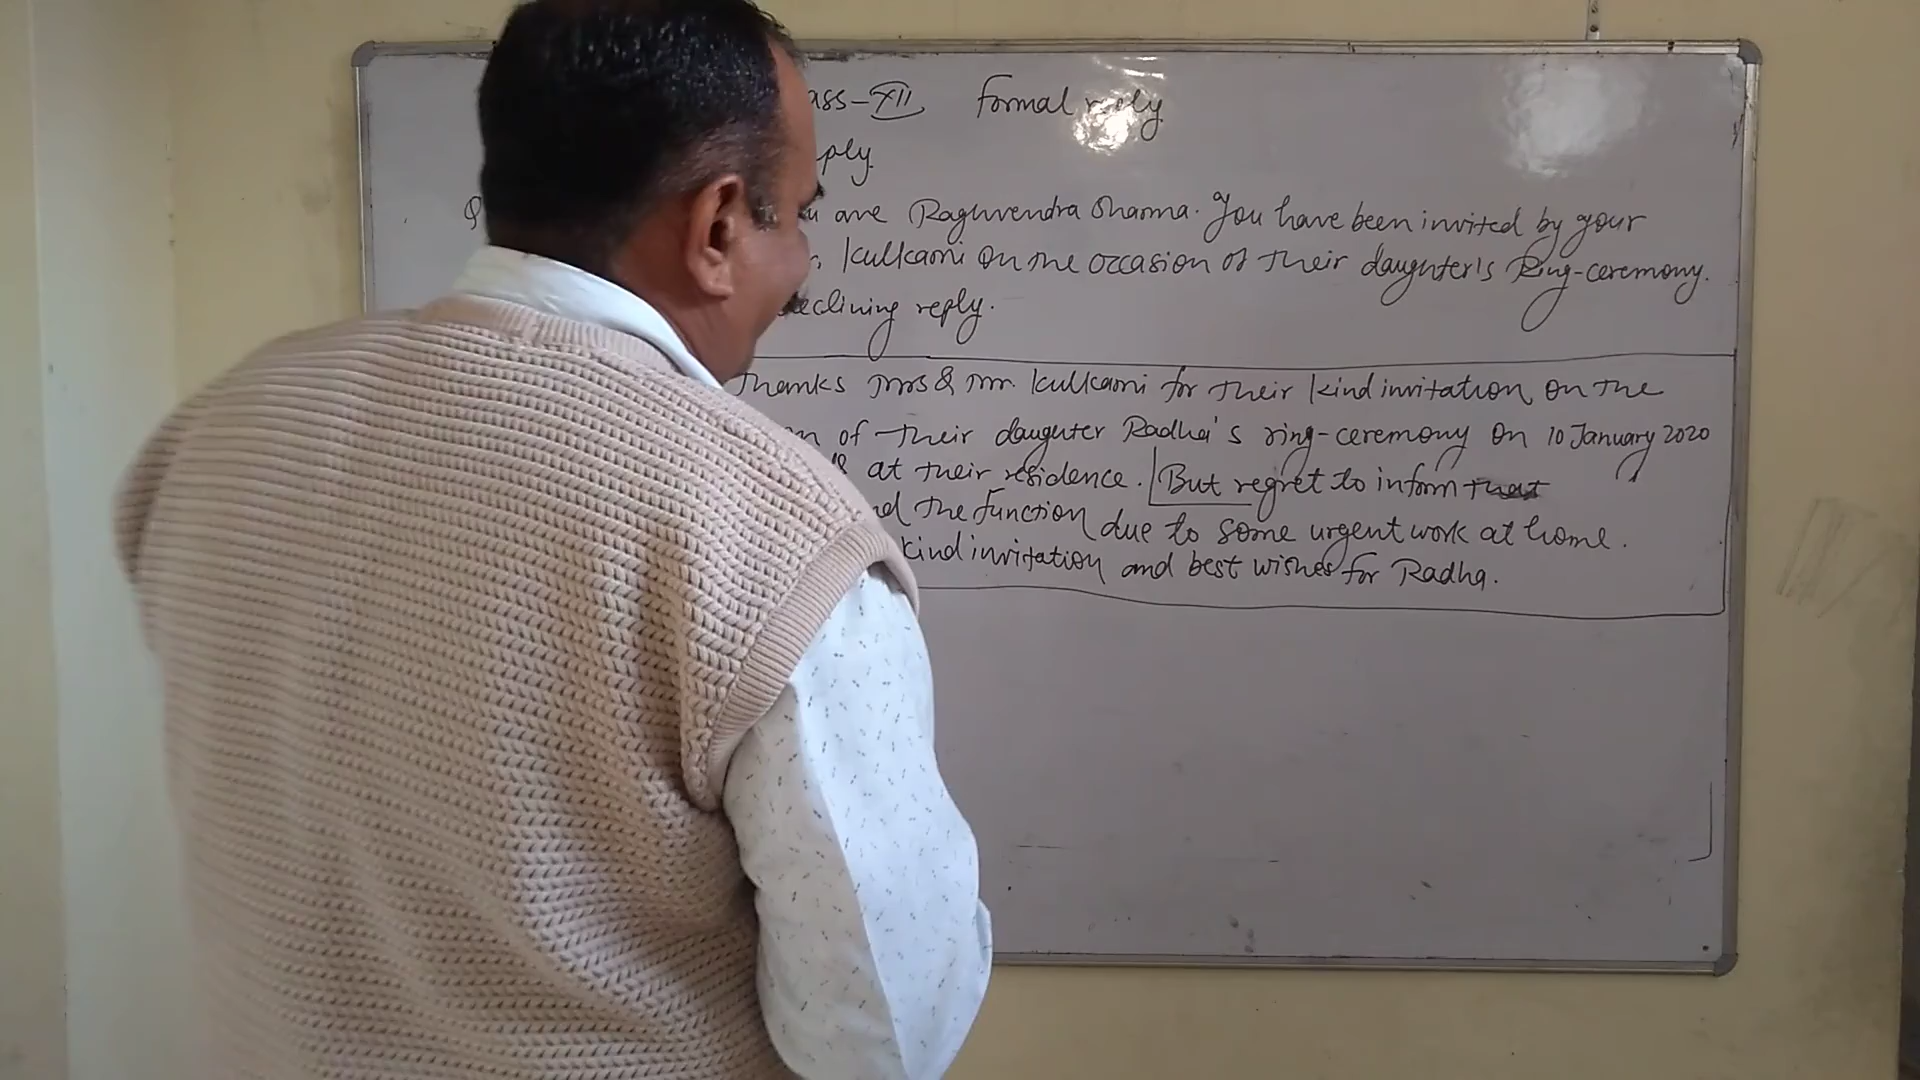 ass-XII Formal reply
ply.
Q
u are Raghvendra Sharma. You have been invited by your
. Kulkarni on the occasion of their daughter's Ring-ceremony.
declining reply.
Thanks Mrs & Mr. Kulkarni for their kind invitation on the
n of their daughter Radha's ring-ceremony on 10 January 2020
at their residence. But regret to inform that
nd the function due to some urgent work at home.
kind invitation and best wishes for Radha.